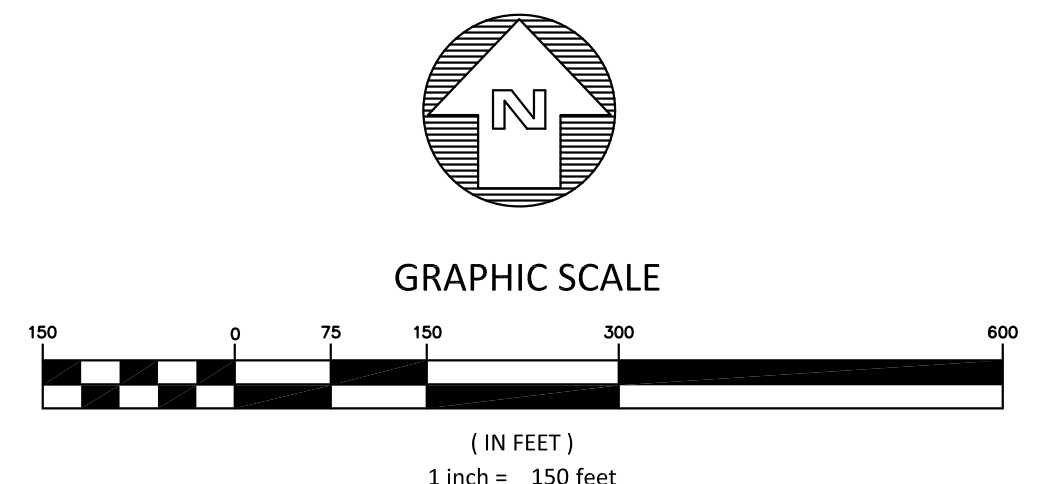 N
GRAPHIC SCALE
150 0 75 150 300 600
( IN FEET )
1 inch = 150 feet